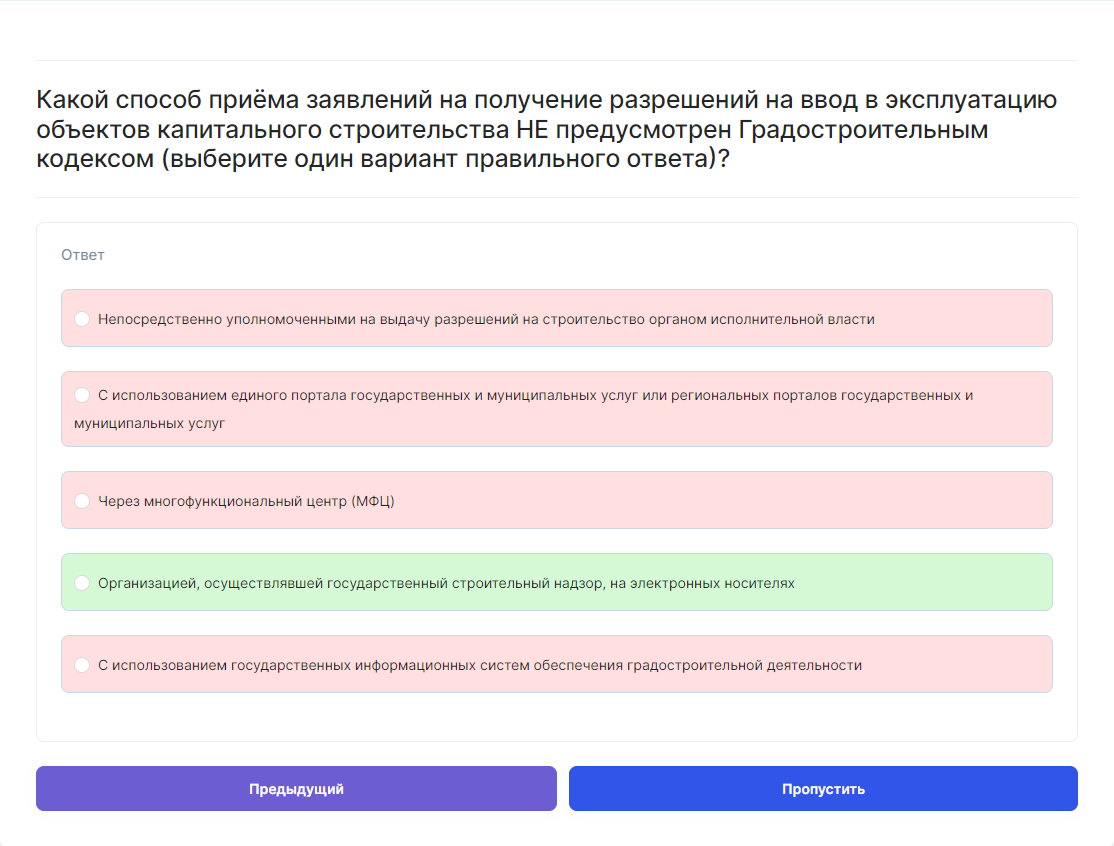 Какой способ приёма заявлений на получение разрешений на ввод в эксплуатацию
объектов капитального строительства НЕ предусмотрен Градостроительным
кодексом (выберите один вариант правильного ответа)?
Ответ
Непосредственно уполномоченными на выдачу разрешений на строительство органом исполнительной власти
С использованием единого портала государственных и муниципальных услуг или региональных порталов государственных и
муниципальных услуг
Через многофункциональный центр (МФЦ)
Организацией, осуществлявшей государственный строительный надзор, на электронных носителях
С использованием государственных информационных систем обеспечения градостроительной деятельности
Предыдущий
Пропустить